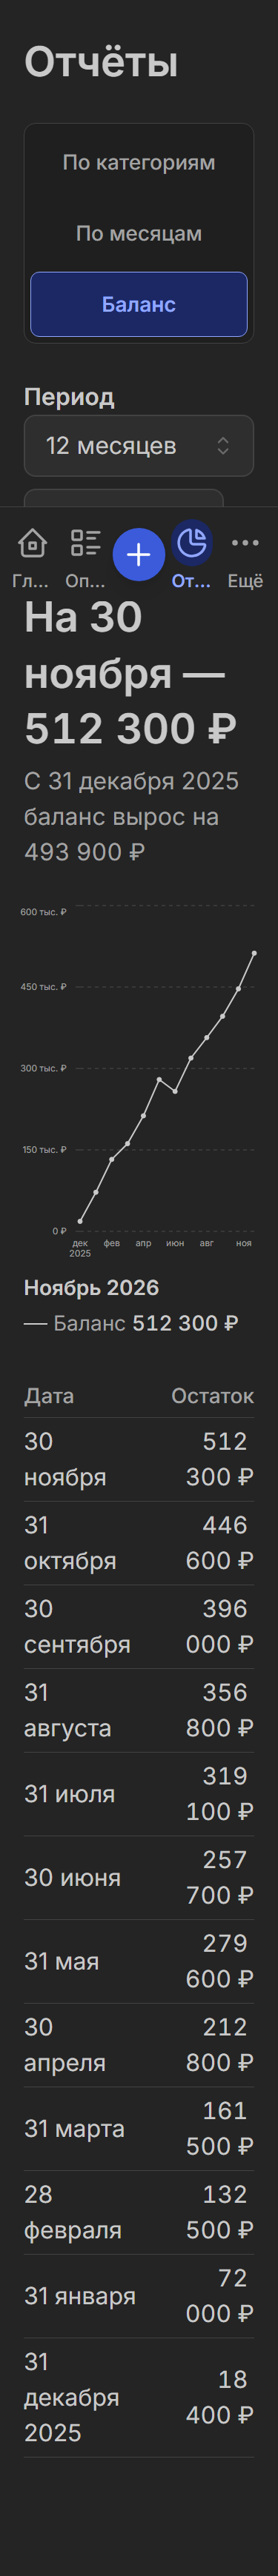 Отчёты
По категориям
По месяцам
Баланс
Период
12 месяцев
Гл...
Оп...
От...
Ещё
На 30
ноября —
512 300 ₽
С 31 декабря 2025
баланс вырос на
493 900 ₽
600 тыс. ₽
450 тыс. ₽
300 тыс. ₽
150 тыс. ₽
0 ₽
дек фев апр июн авг ноя
2025
Ноябрь 2026
Баланс 512 300 ₽
Дата Остаток
30 512
ноября 300 ₽
31 446
октября 600 ₽
30 396
сентября 000 ₽
31 356
августа 800 ₽
31 июля 319
100 ₽
30 июня 257
700 ₽
31 мая 279
600 ₽
30 212
апреля 800 ₽
31 марта 161
500 ₽
28 132
февраля 500 ₽
31 января 72
000 ₽
31
декабря
2025
18
400 ₽